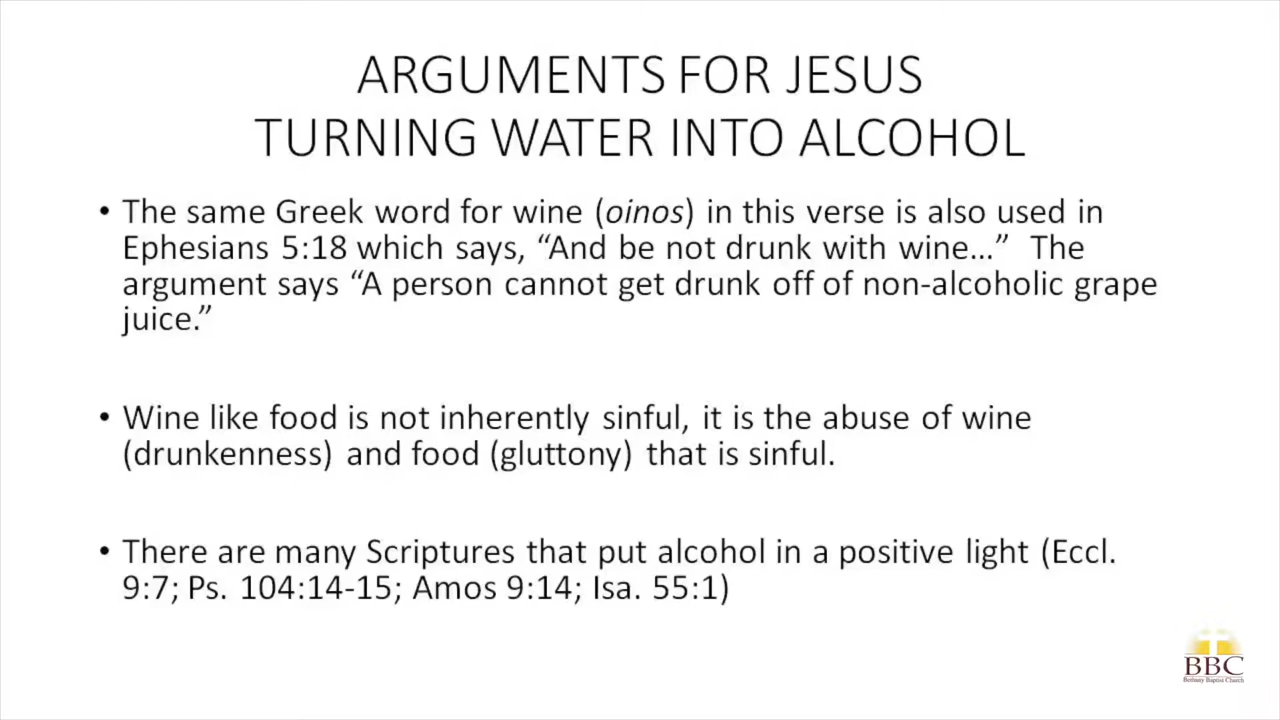 ARGUMENTS FOR JESUS
TURNING WATER INTO ALCOHOL
• The same Greek word for wine (oinos) in this verse is also used in
Ephesians 5:18 which says, “And be not drunk with wine…”  The
argument says “A person cannot get drunk off of non-alcoholic grape
juice.”
• Wine like food is not inherently sinful, it is the abuse of wine
(drunkenness) and food (gluttony) that is sinful.
• There are many Scriptures that put alcohol in a positive light (Eccl.
9:7; Ps. 104:14-15; Amos 9:14; Isa. 55:1)
BBC
Bethany Baptist Church